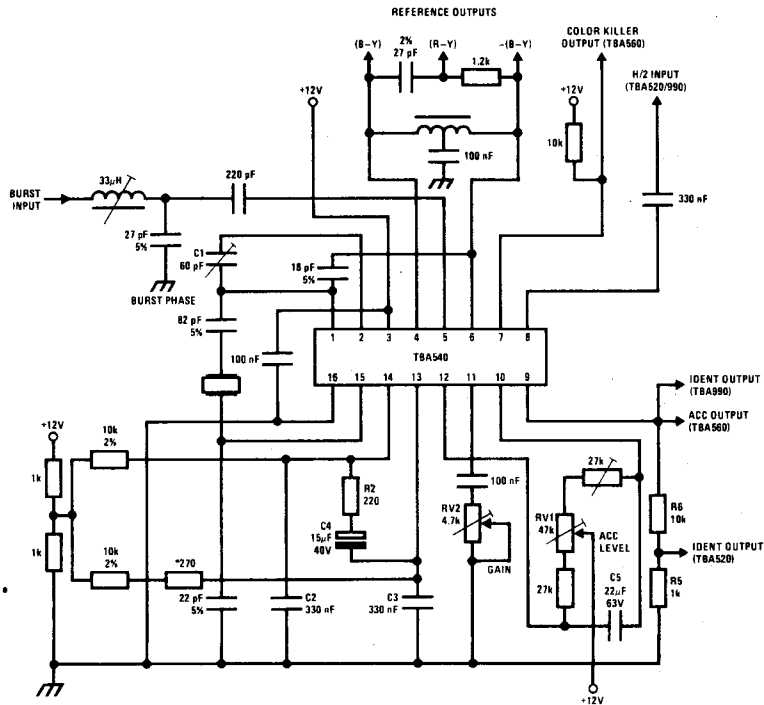 REFERENCE OUTPUTS
(B–Y)
2%
27 pF
(R–Y)
–(B–Y)
1.2k
COLOR KILLER
OUTPUT (TBA560)
H/2 INPUT
(TBA520/990)
+12V
+12V
10k
100 nF
330 nF
BURST
INPUT
33µH
220 pF
27 pF
5%
C1
60 pF
18 pF
5%
BURST PHASE
82 pF
5%
100 nF
1 2 3 4 5 6 7 8
TBA540
16 15 14 13 12 11 10 9
IDENT OUTPUT
(TBA990)
ACC OUTPUT
(TBA560)
+12V
10k
2%
1k
1k
10k
2%
*270
R2
220
C4
15µF
40V
100 nF
RV2
4.7k
GAIN
27k
RV1
47k
ACC
LEVEL
27k
C5
22µF
63V
R6
10k
IDENT OUTPUT
(TBA520)
R5
1k
22 pF
5%
C2
330 nF
C3
330 nF
+12V